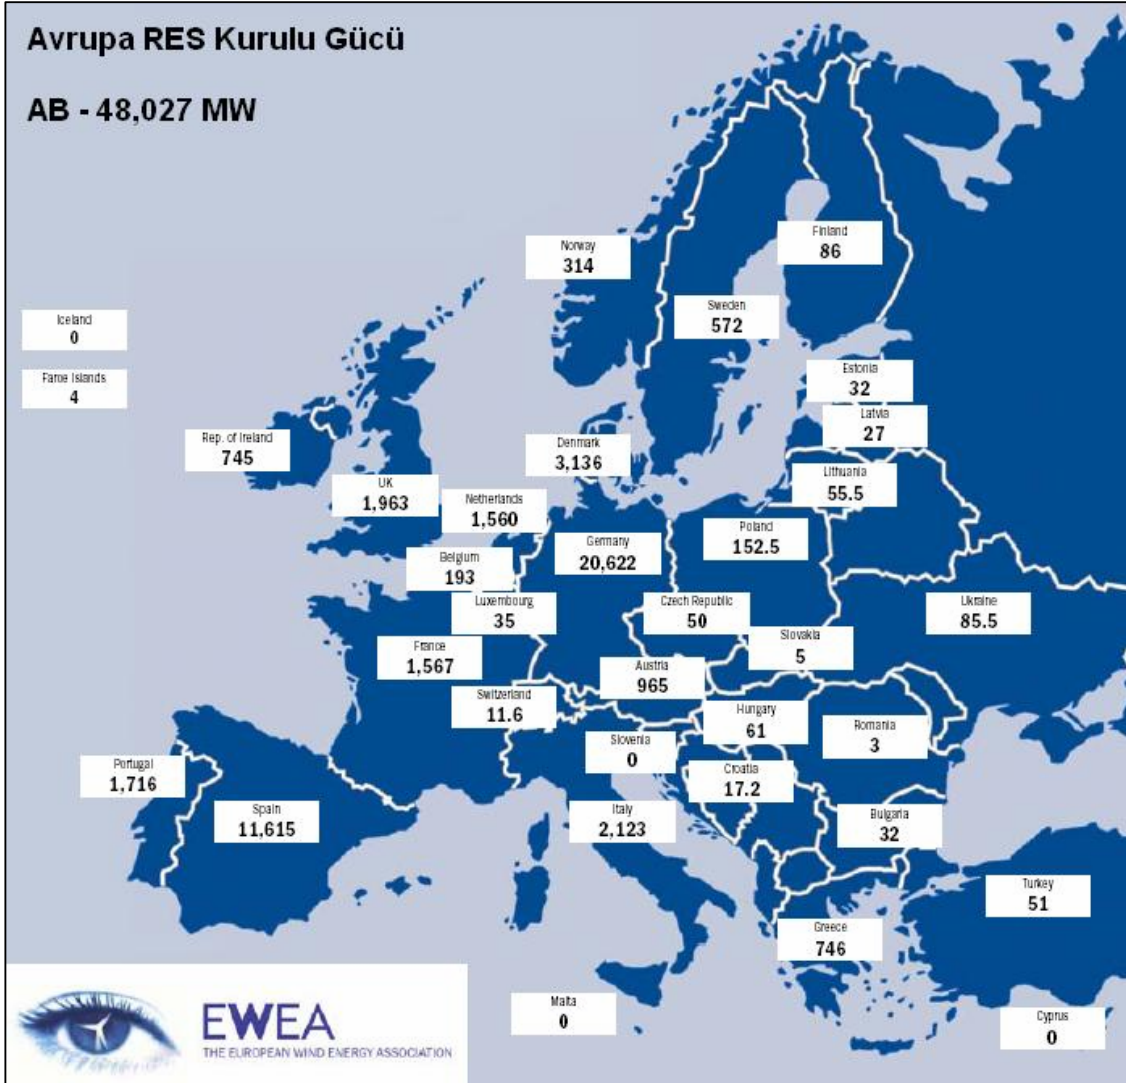 Avrupa RES Kurulu Gücü
AB - 48,027 MW
Finland
86
Norway
314
Sweden
572
Iceland
0
Faroe Islands
4
Estonia
32
Latvia
27
Rep. of Ireland
745
Denmark
3,136
Lithuania
55.5
UK
1,963
Netherlands
1,560
Poland
152.5
Germany
20,622
Belgium
193
Luxembourg
35
Czech Republic
50
Ukraine
85.5
Slovakia
5
France
1,567
Austria
965
Switzerland
11.6
Hungary
61
Romania
3
Slovenia
0
Portugal
1,716
Croatia
17.2
Spain
11,615
Italy
2,123
Bulgaria
32
Turkey
51
Greece
746
Malta
0
Cyprus
0
EWEA
THE EUROPEAN WIND ENERGY ASSOCIATION